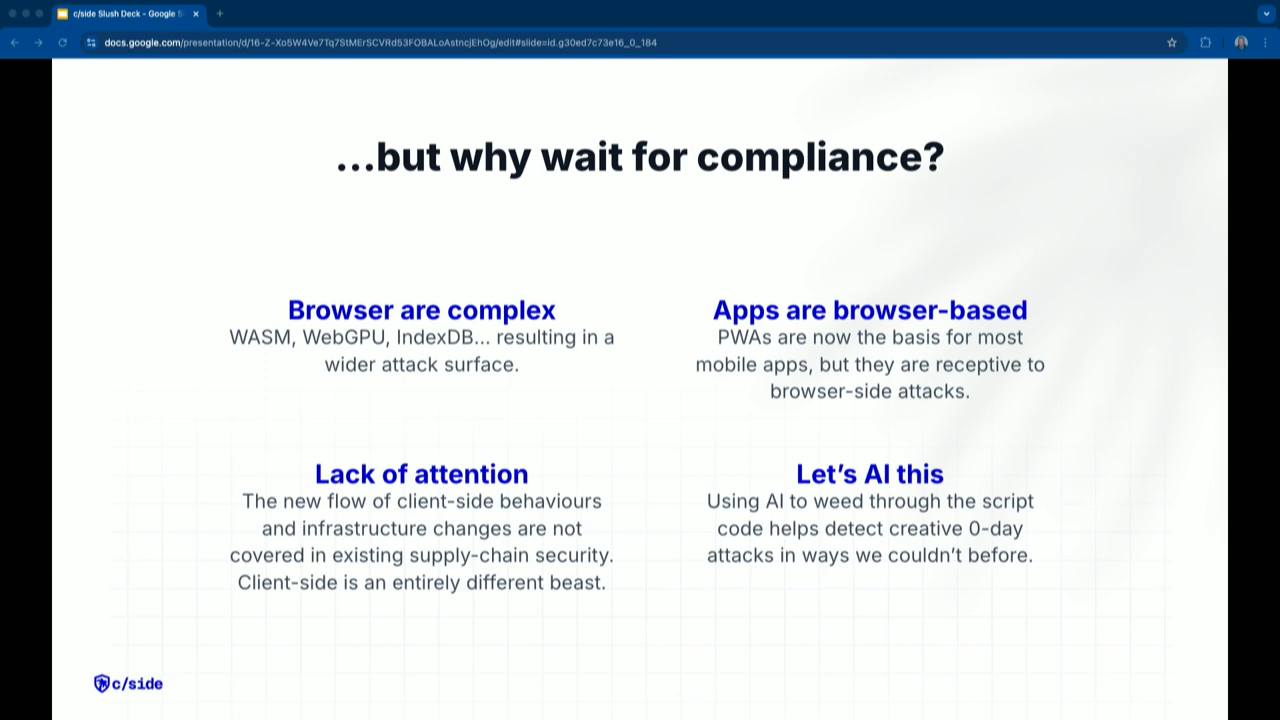 c/side Slush Deck - Google S
docs.google.com/presentation/d/16-Z-Xo5W4Ve7Tq7StMErSCVRd53FOBALoAstncjEhOg/edit#slide=id.g30ed7c73e16_0_184
...but why wait for compliance?
Browser are complex
WASM, WebGPU, IndexDB... resulting in a
wider attack surface.
Apps are browser-based
PWAs are now the basis for most
mobile apps, but they are receptive to
browser-side attacks.
Lack of attention
The new flow of client-side behaviours
and infrastructure changes are not
covered in existing supply-chain security.
Client-side is an entirely different beast.
Let’s AI this
Using AI to weed through the script
code helps detect creative 0-day
attacks in ways we couldn’t before.
c/side